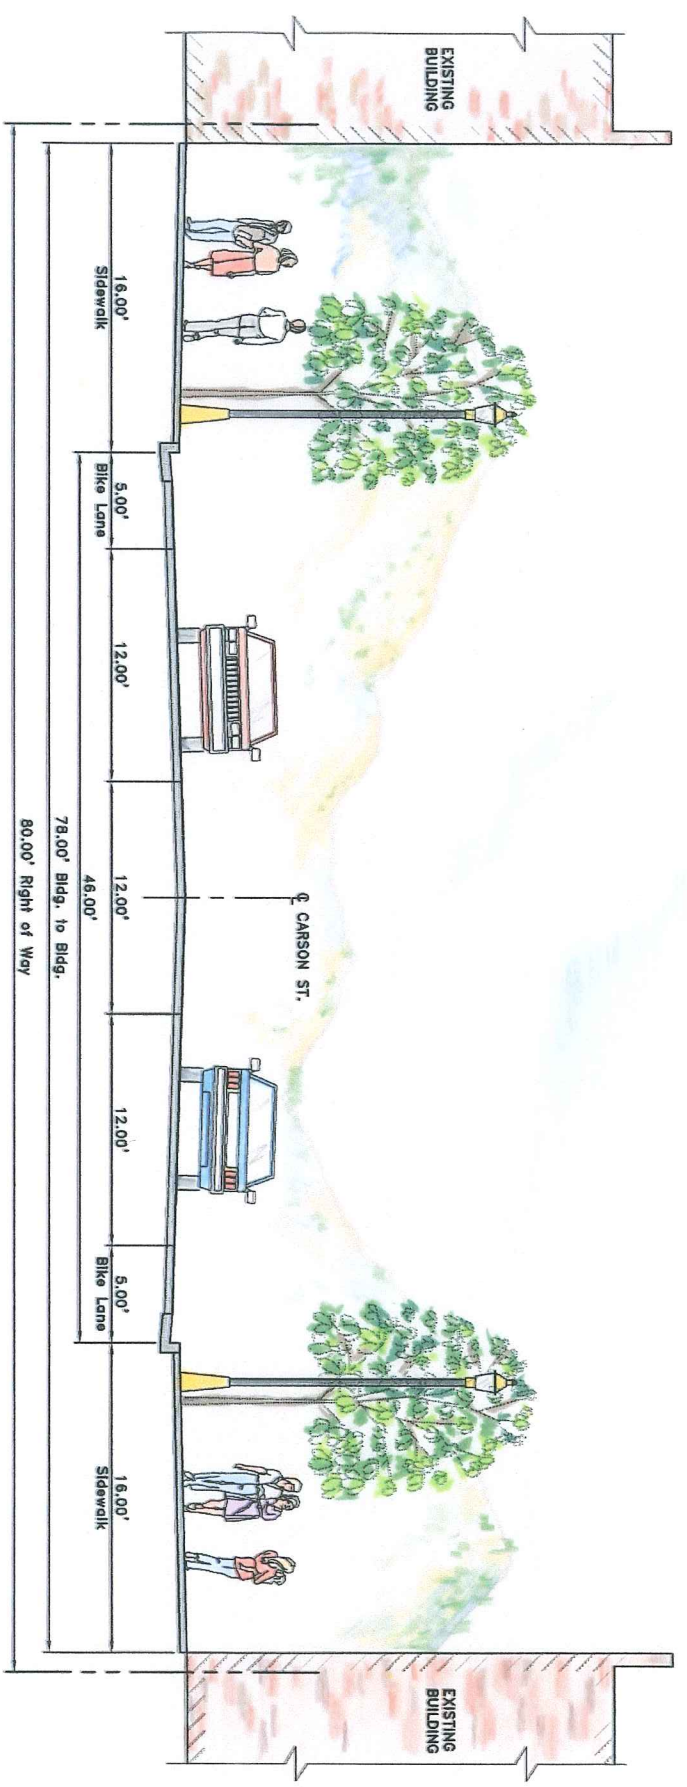 EXISTING
BUILDING
EXISTING
BUILDING
℄ CARSON ST.
16.00'
Sidewalk
5.00'
Bike Lane
12.00'
12.00'
12.00'
5.00'
Bike Lane
16.00'
Sidewalk
46.00'
78.00' Bldg. to Bldg.
80.00' Right of Way